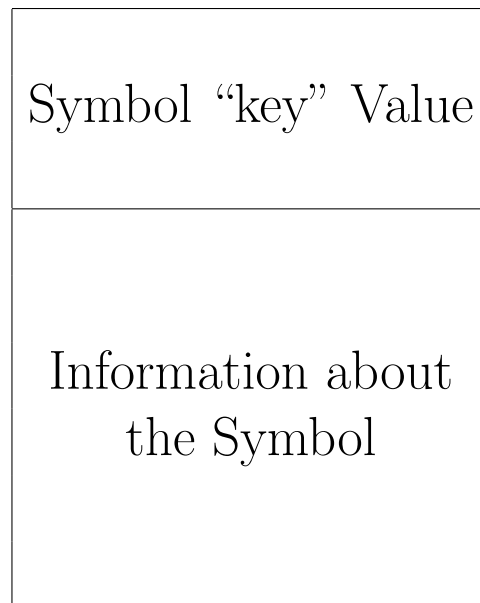 Symbol “key” Value
Information about
the Symbol